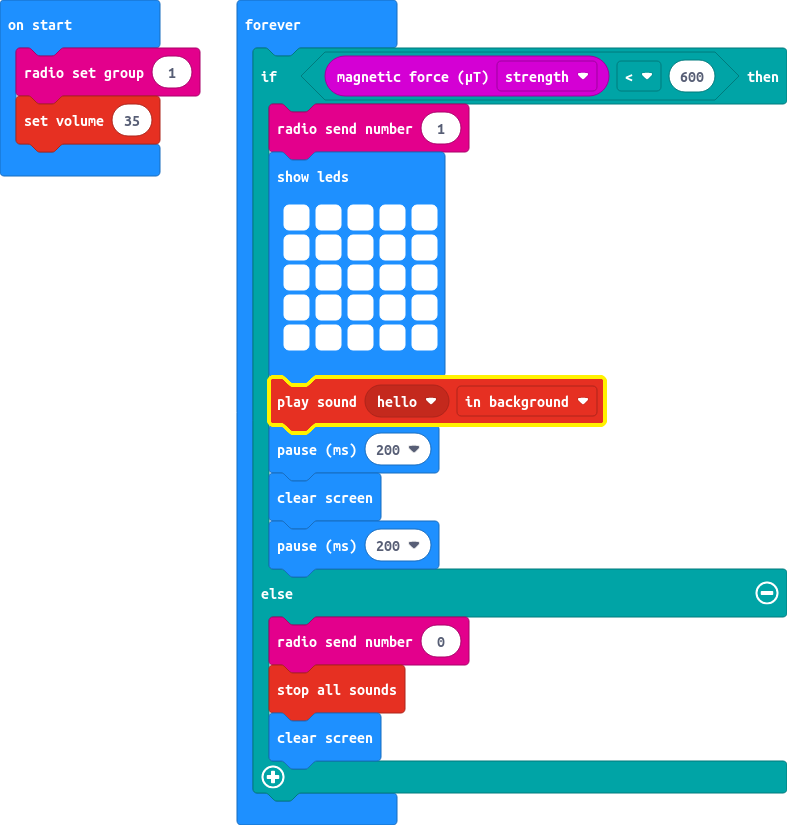 on start
radio set group 1
set volume 35
forever
if magnetic force (µT) strength < 600 then
radio send number 1
show leds
play sound hello in background
pause (ms) 200
clear screen
pause (ms) 200
else
radio send number 0
stop all sounds
clear screen